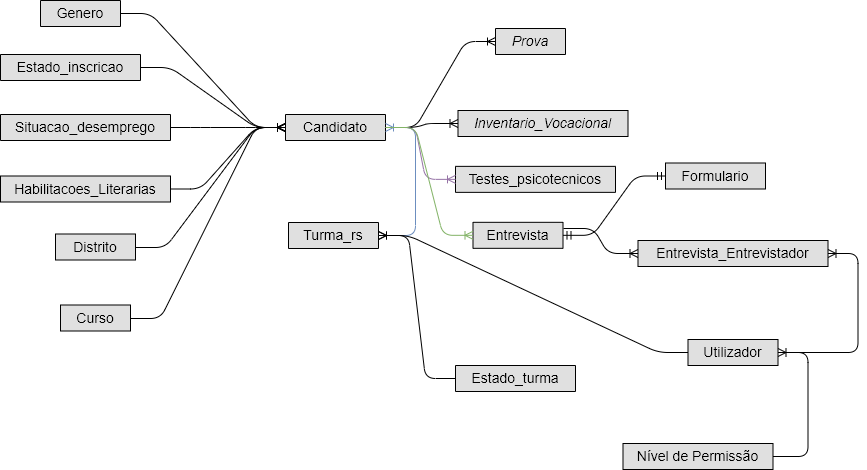 Genero
Prova
Estado_inscricao
Situacao_desemprego
Candidato
Inventario_Vocacional
Habilitacoes_Literarias
Testes_psicotecnicos
Formulario
Turma_rs
Entrevista
Distrito
Entrevista_Entrevistador
Curso
Utilizador
Estado_turma
Nível de Permissão